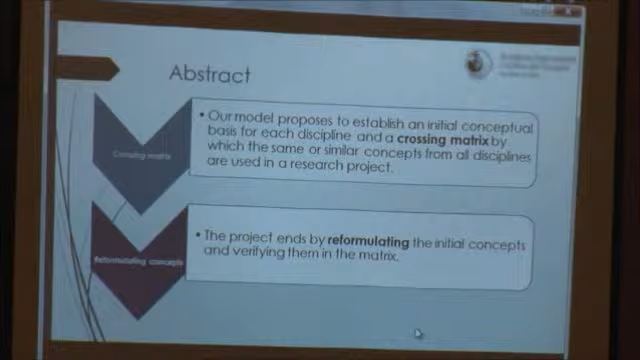 Abstract
Crossing matrix
• Our model proposes to establish an initial conceptual
basis for each discipline and a crossing matrix by
which the same or similar concepts from all disciplines
are used in a research project.
Reformulating concepts
• The project ends by reformulating the initial concepts
and verifying them in the matrix.